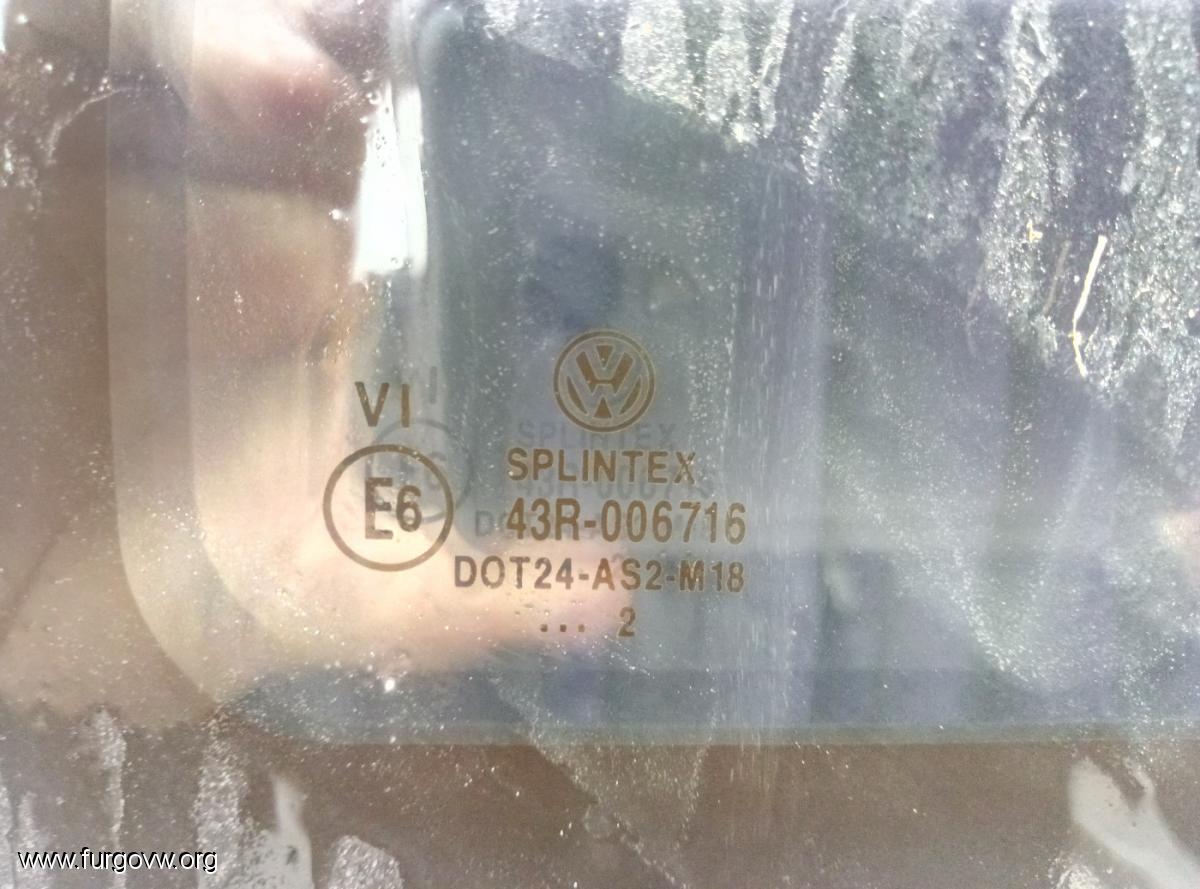 VI
E6
SPLINTEX
43R-006716
DOT24-AS2-M18
... 2
www.furgovw.org